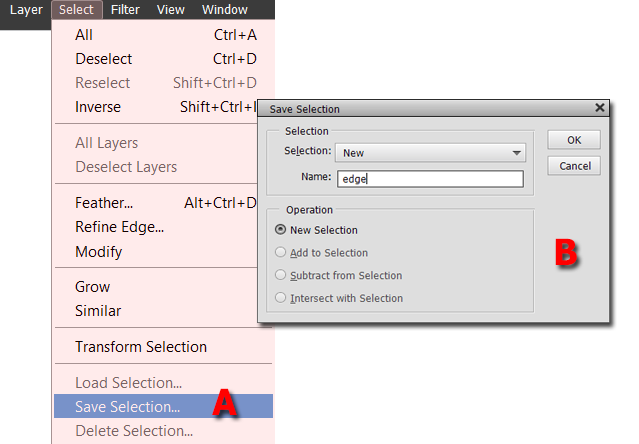 Layer Select Filter View Window
All Ctrl+A
Deselect Ctrl+D
Reselect Shift+Ctrl+D
Inverse Shift+Ctrl+I
All Layers
Deselect Layers
Feather... Alt+Ctrl+D
Refine Edge...
Modify
Grow
Similar
Transform Selection
Load Selection...
Save Selection...
Delete Selection...
A
Save Selection
Selection
Selection: New
Name: edge
OK
Cancel
Operation
New Selection
Add to Selection
Subtract from Selection
Intersect with Selection
B